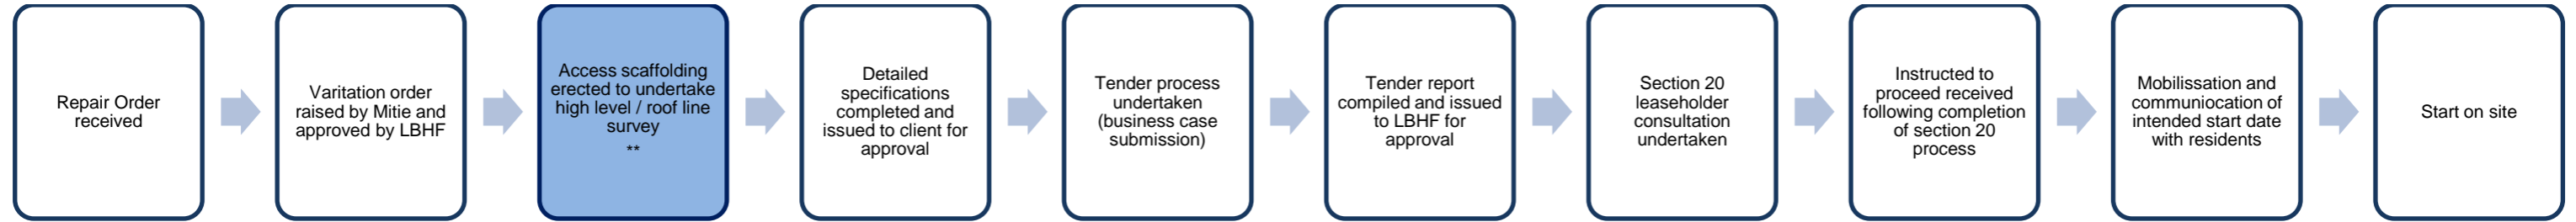 Repair Order
received
Varitation order
raised by Mitie and
approved by LBHF
Access scaffolding
erected to undertake
high level / roof line
survey
**
Detailed
specifications
completed and
issued to client for
approval
Tender process
undertaken
(business case
submission)
Tender report
compiled and issued
to LBHF for
approval
Section 20
leaseholder
consultation
undertaken
Instructed to
proceed received
following completion
of section 20
process
Mobilissation and
communiocation of
intended start date
with residents
Start on site